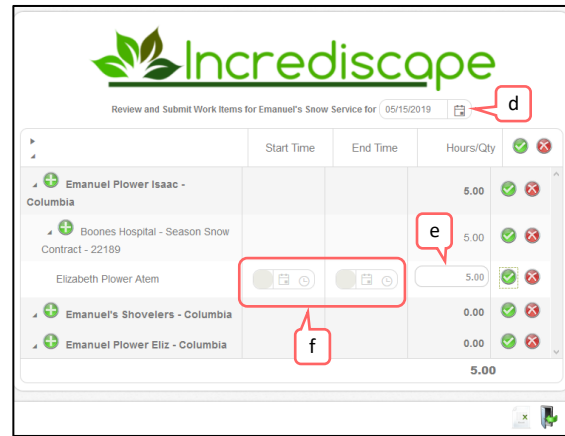 Incrediscape
Review and Submit Work Items for Emanuel's Snow Service for 05/15/2019
d
Start Time End Time Hours/Qty
Emanuel Plower Isaac -
Columbia
5.00
Boones Hospital - Season Snow
Contract - 22189
5.00
e
Elizabeth Plower Atem 5.00
Emanuel's Shovelers - Columbia 0.00
Emanuel Plower Eliz - Columbia 0.00
f
5.00